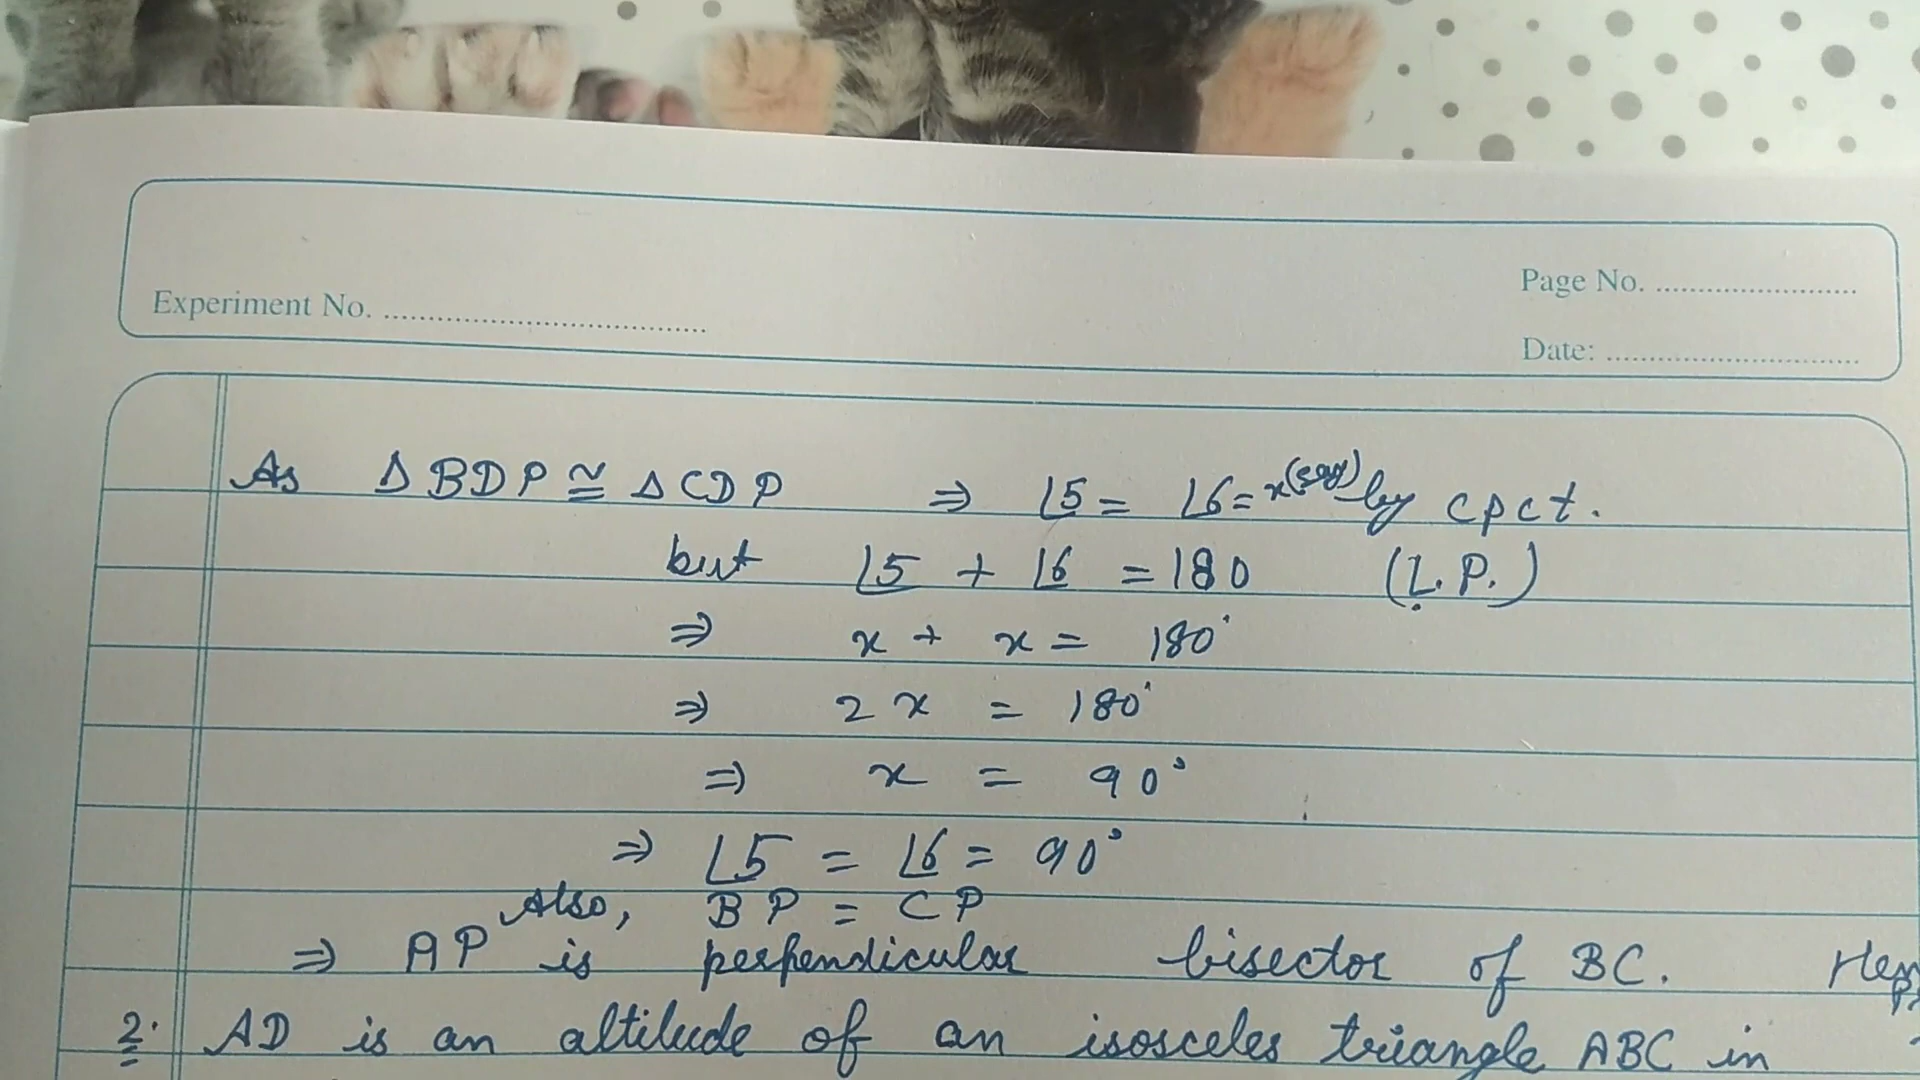 Page No.
Experiment No.
Date:
As Δ BDP ≅ Δ CDP ⇒ ∠5 = ∠6 = x (say) by cpct.
but ∠5 + ∠6 = 180 (L.P.)
⇒ x + x = 180°
⇒ 2x = 180°
⇒ x = 90°
⇒ ∠5 = ∠6 = 90°
Also, BP = CP
⇒ AP is perpendicular bisector of BC.
2. AD is an altitude of an isosceles triangle ABC in